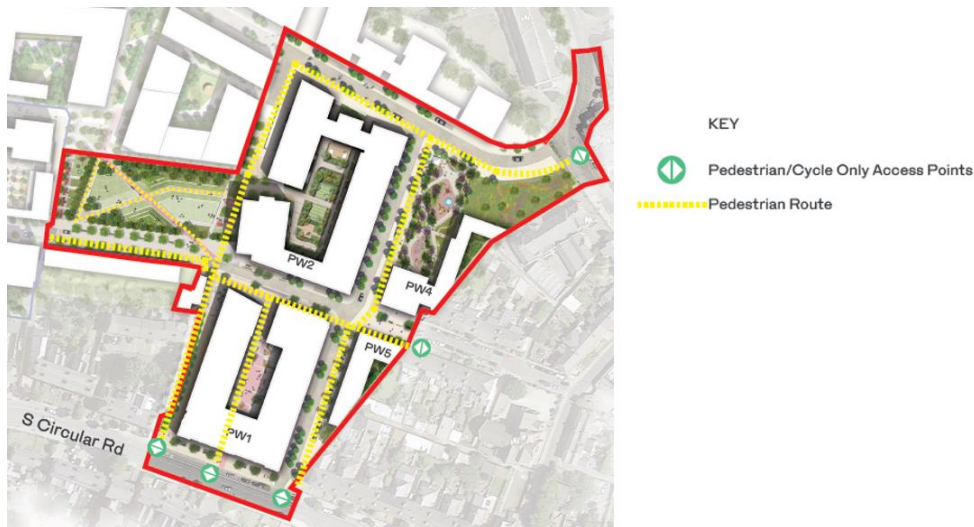 KEY
Pedestrian/Cycle Only Access Points
Pedestrian Route
PW2
PW4
PW5
PW1
S Circular Rd